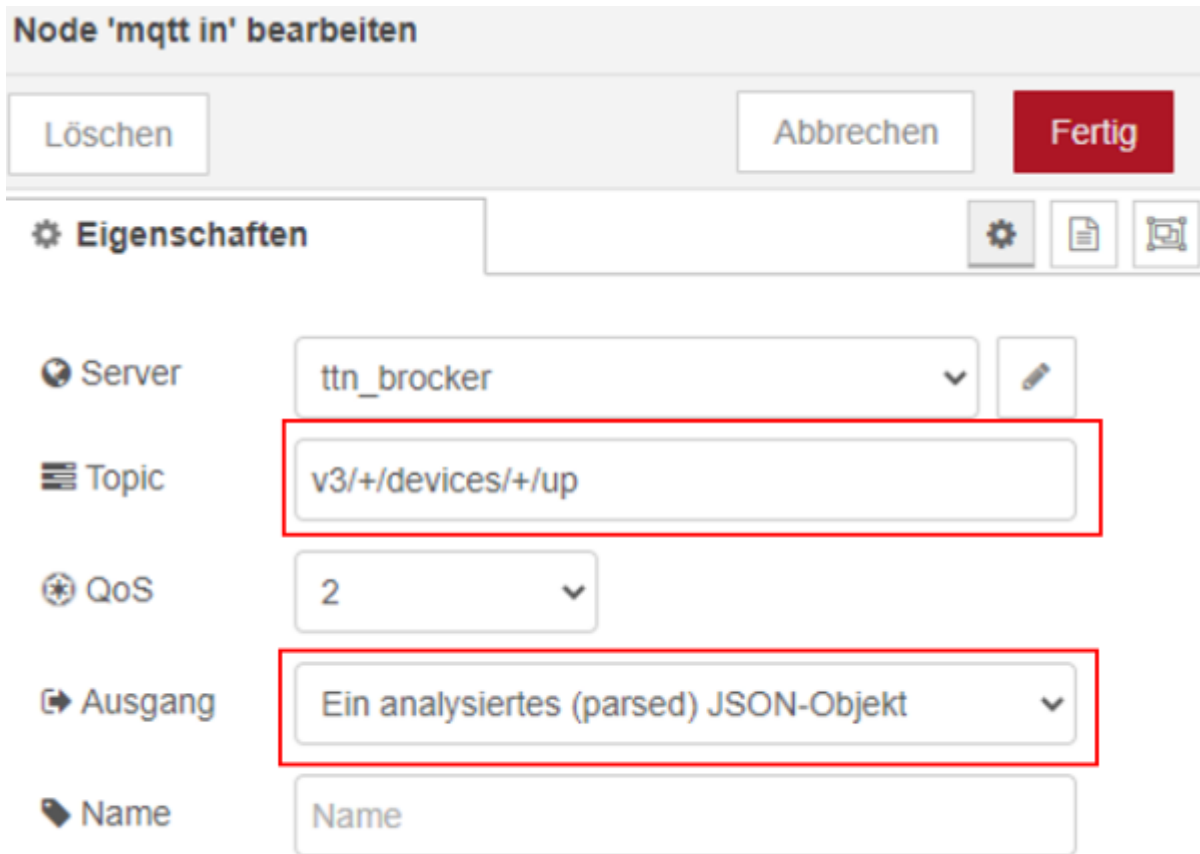 Node 'mqtt in' bearbeiten
Löschen Abbrechen Fertig
Eigenschaften
Server ttn_brocker
Topic v3/+/devices/+/up
QoS 2
Ausgang Ein analysiertes (parsed) JSON-Objekt
Name Name